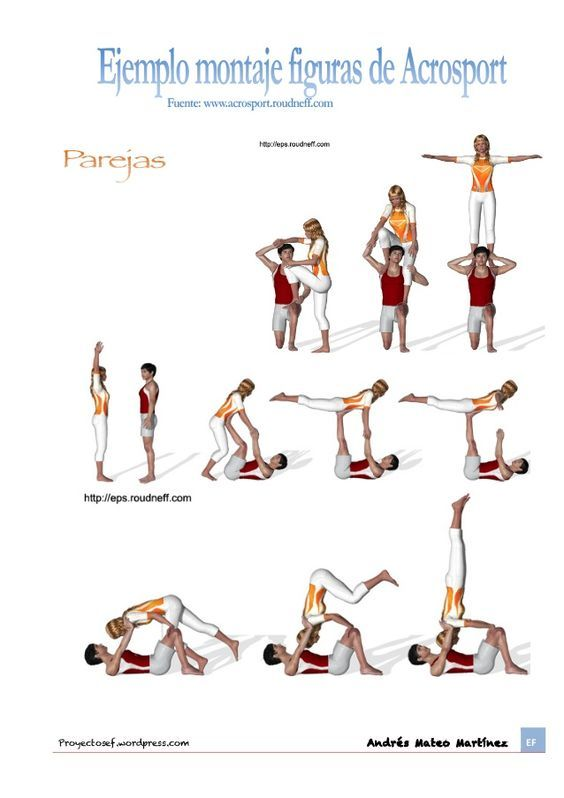 Ejemplo montaje figuras de Acrosport
Fuente: www.acrosport.roudneff.com
http://eps.roudneff.com
Parejas
http://eps.roudneff.com
Proyectosef.wordpress.com
Andrés Mateo Martínez
EF